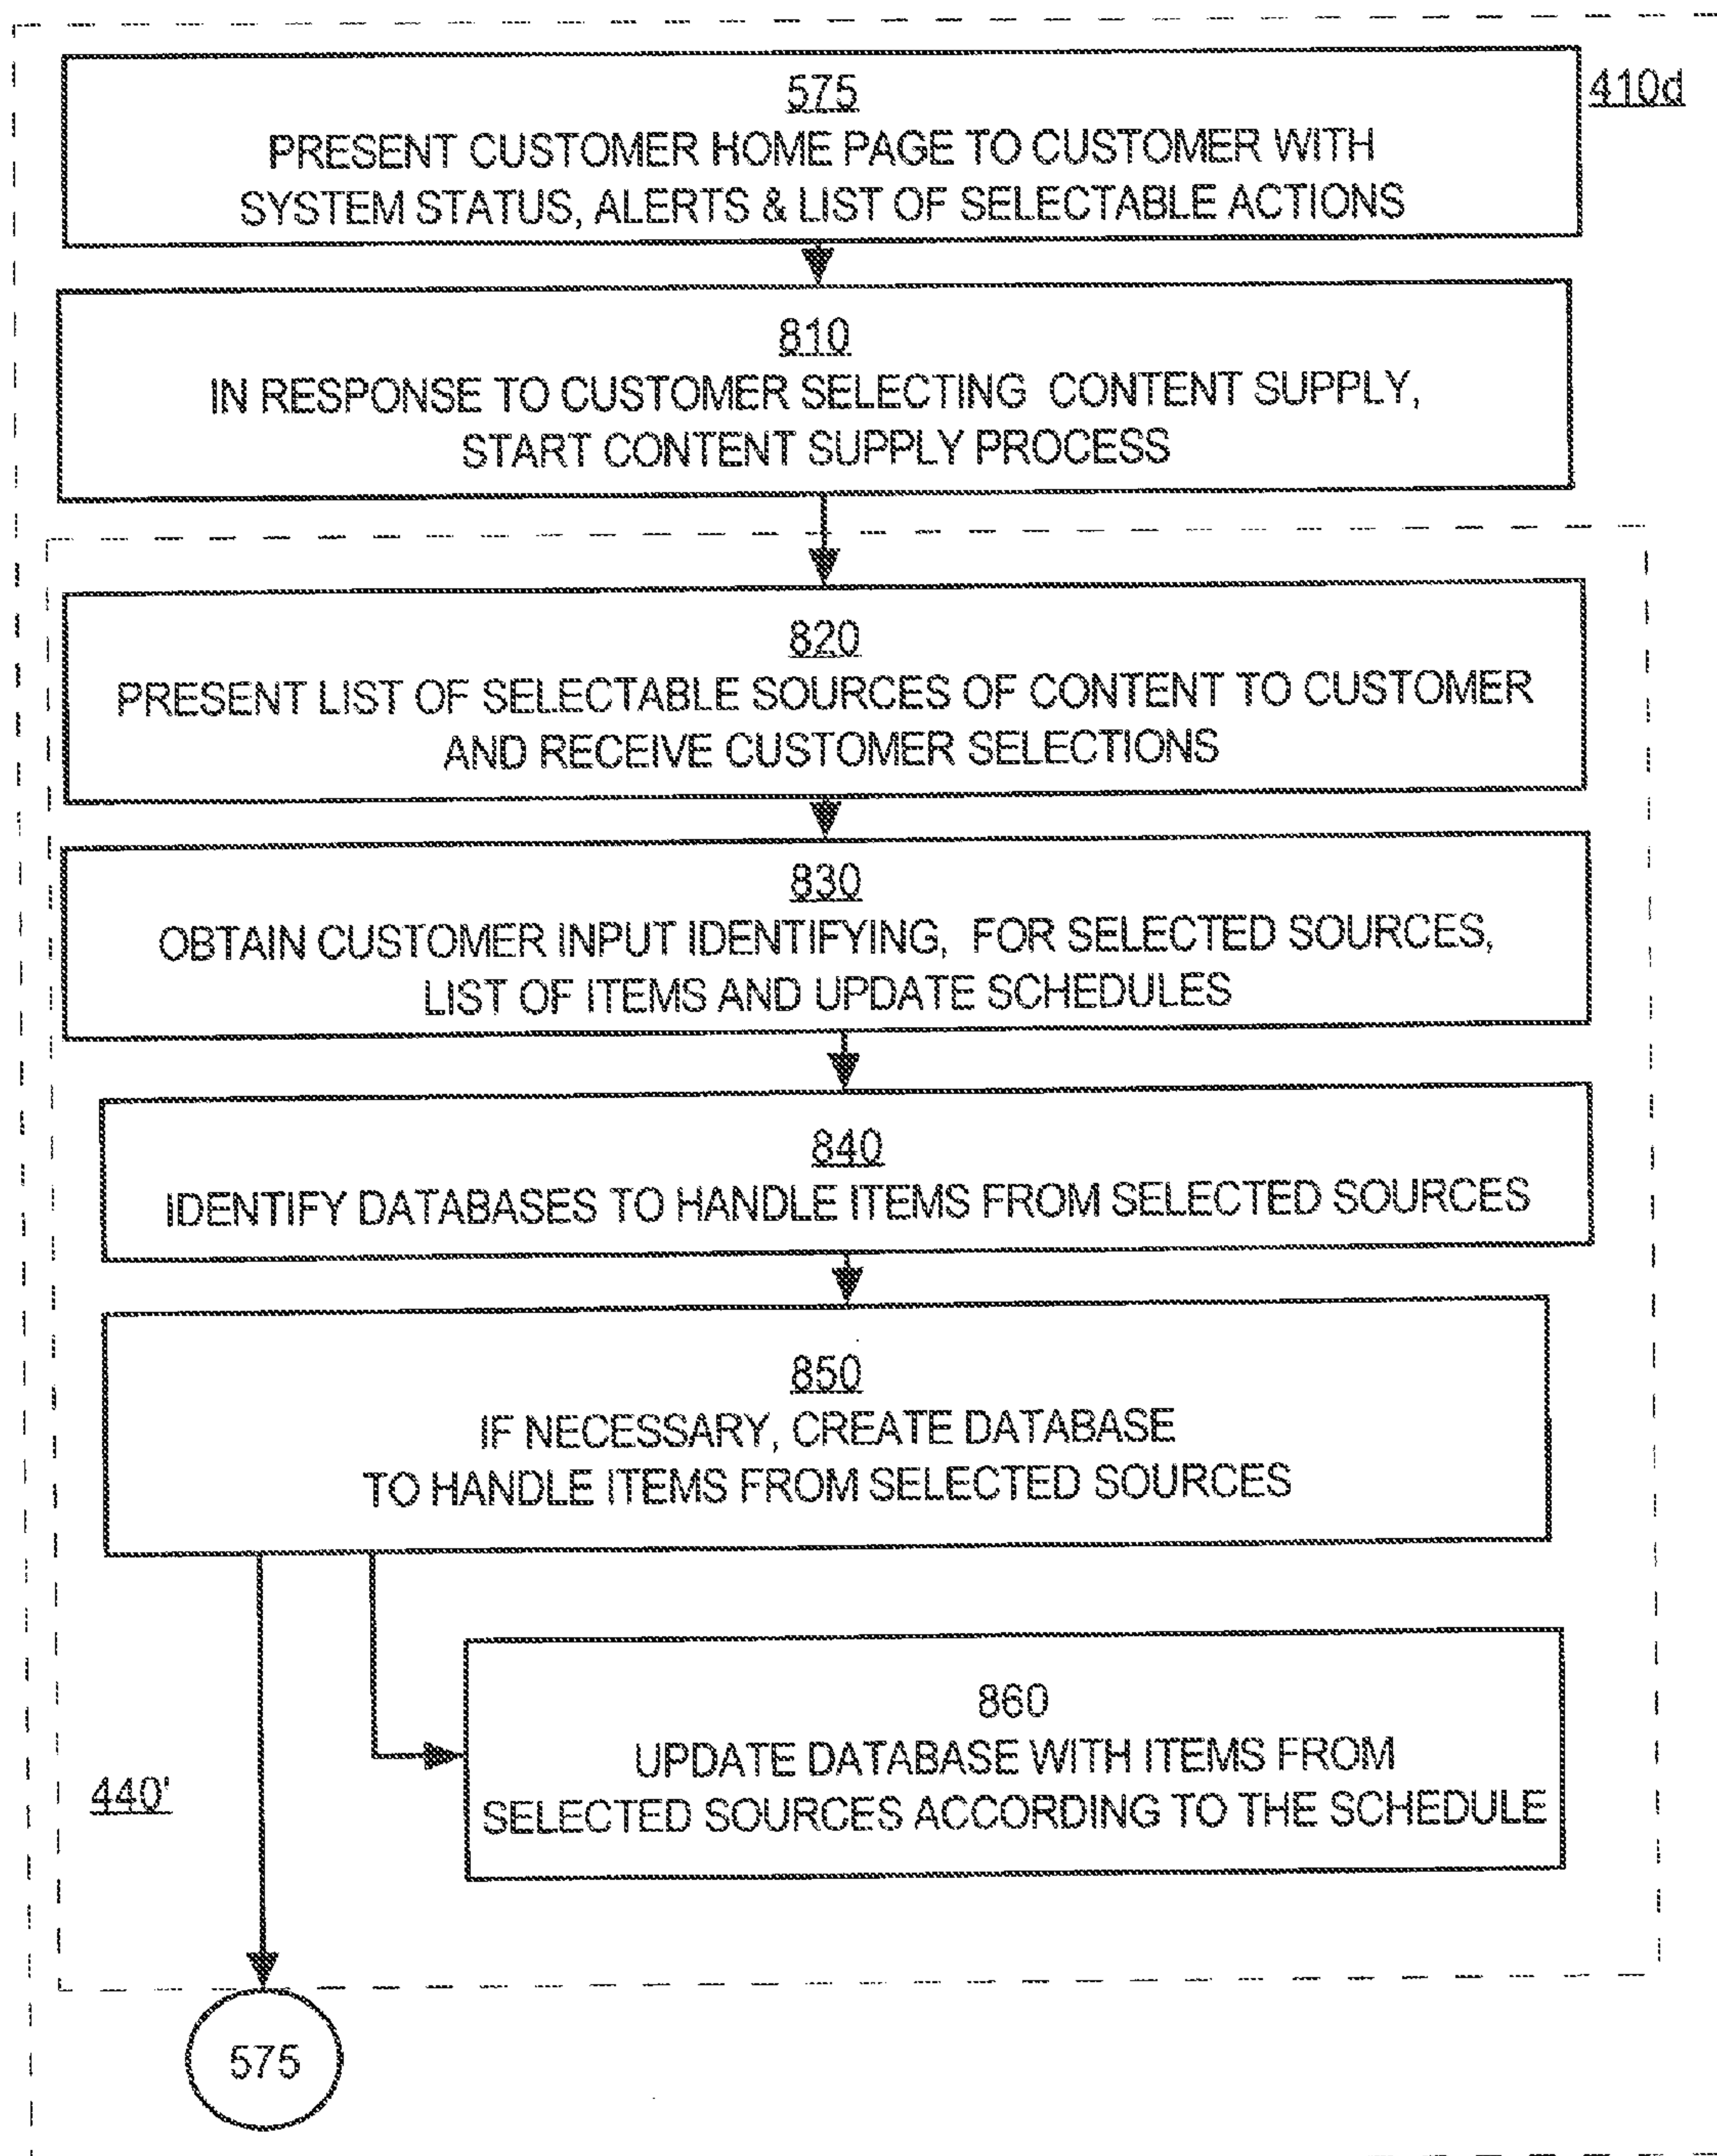 575
410d
PRESENT CUSTOMER HOME PAGE TO CUSTOMER WITH
SYSTEM STATUS, ALERTS & LIST OF SELECTABLE ACTIONS
810
IN RESPONSE TO CUSTOMER SELECTING CONTENT SUPPLY,
START CONTENT SUPPLY PROCESS
820
PRESENT LIST OF SELECTABLE SOURCES OF CONTENT TO CUSTOMER
AND RECEIVE CUSTOMER SELECTIONS
830
OBTAIN CUSTOMER INPUT IDENTIFYING, FOR SELECTED SOURCES,
LIST OF ITEMS AND UPDATE SCHEDULES
840
IDENTIFY DATABASES TO HANDLE ITEMS FROM SELECTED SOURCES
850
IF NECESSARY, CREATE DATABASE
TO HANDLE ITEMS FROM SELECTED SOURCES
860
UPDATE DATABASE WITH ITEMS FROM
SELECTED SOURCES ACCORDING TO THE SCHEDULE
440'
575